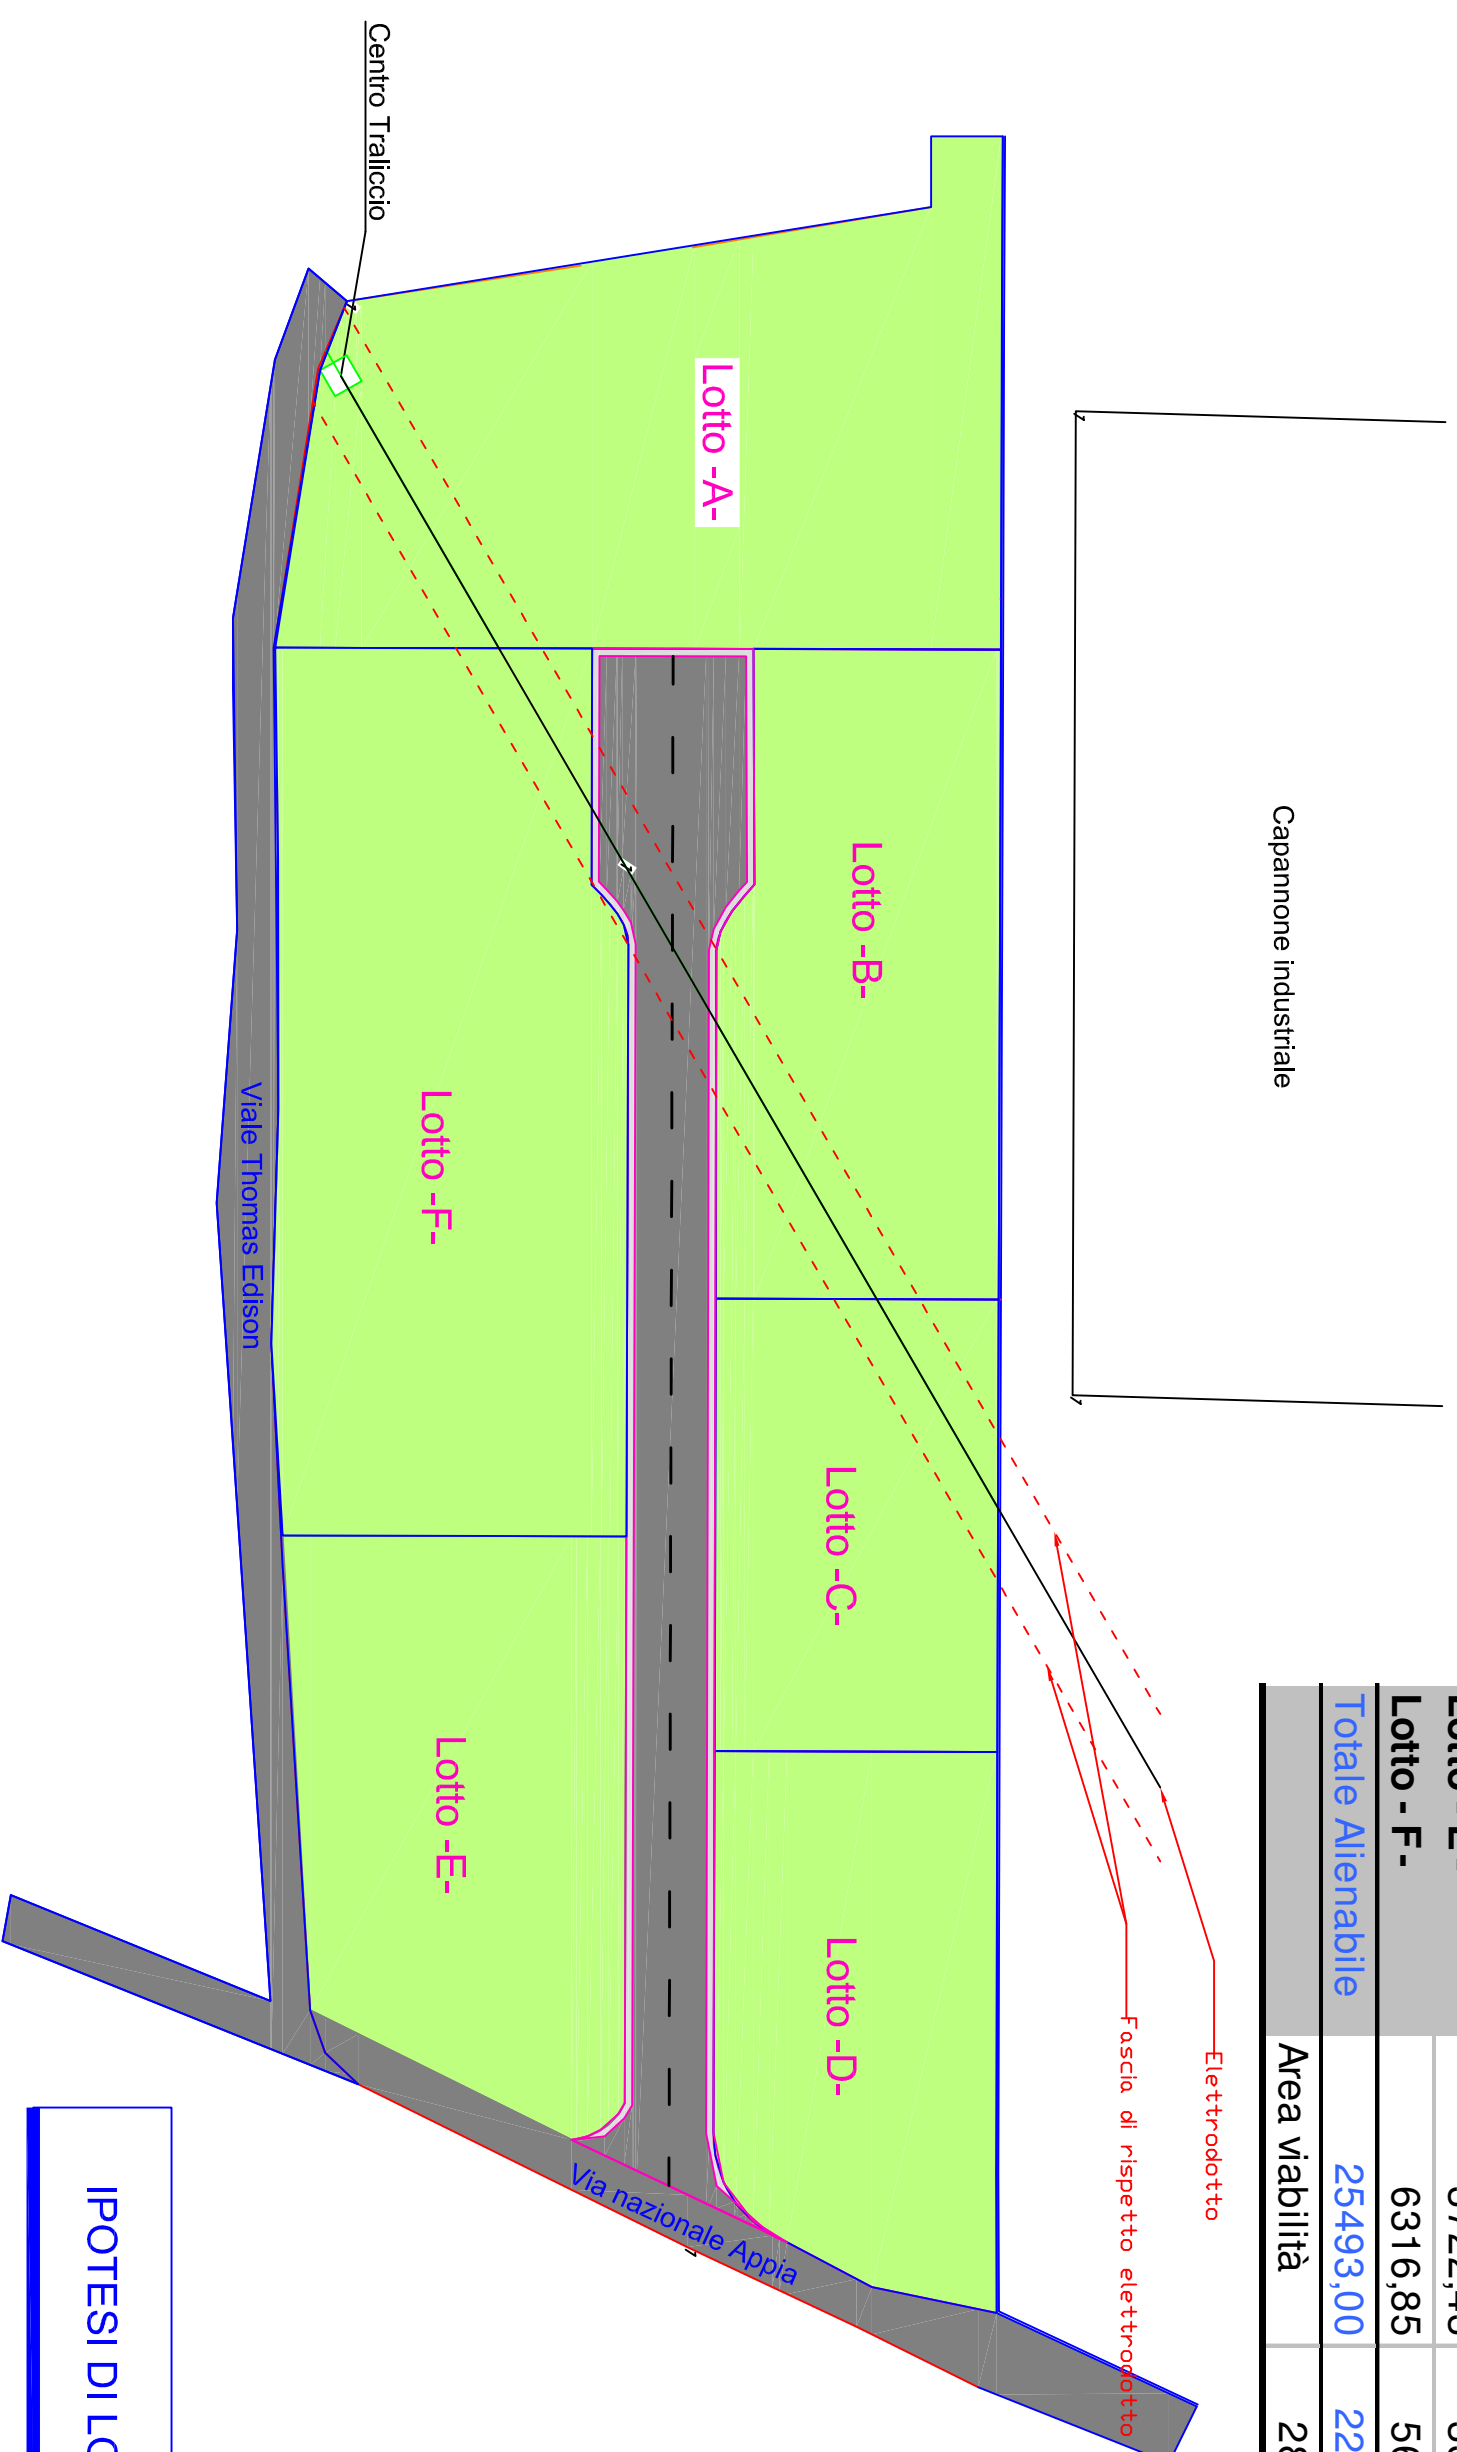 Centro Traliccio
Lotto -A-
Lotto -B-
Capannone industriale
Lotto -F-
Viale Thomas Edison
Lotto -C-
Lotto -E-
Lotto -D-
Elettrodotto
Fascia di rispetto elettrodotto
Via nazionale Appia
Lotto - F- 6316,85
Totale Alienabile 25493,00
Area viabilità
IPOTESI DI